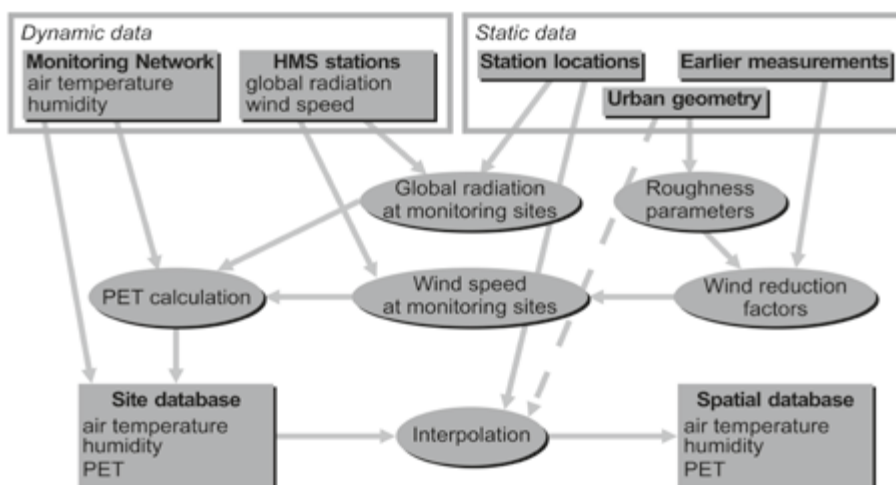 Dynamic data
Static data
Monitoring Network
air temperature
humidity
HMS stations
global radiation
wind speed
Station locations
Earlier measurements
Urban geometry
Global radiation
at monitoring sites
Roughness
parameters
PET calculation
Wind speed
at monitoring sites
Wind reduction
factors
Site database
air temperature
humidity
PET
Interpolation
Spatial database
air temperature
humidity
PET